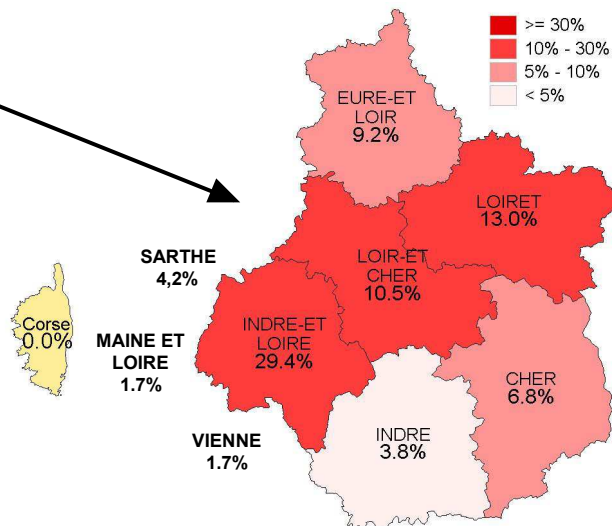 >= 30%
10% - 30%
5% - 10%
< 5%
EURE-ET
LOIR
9.2%
LOIRET
13.0%
SARTHE
4,2%
LOIR-ET
CHER
10.5%
Corse
0.0%
MAINE ET
LOIRE
1.7%
INDRE-ET
LOIRE
29.4%
CHER
6.8%
VIENNE
1.7%
INDRE
3.8%